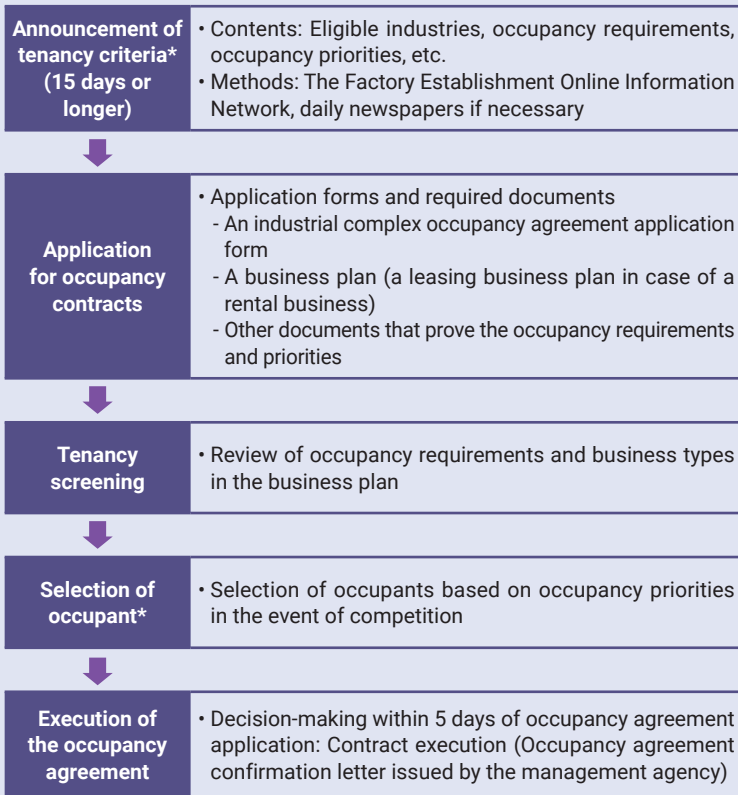 Announcement of
tenancy criteria*
(15 days or
longer)
• Contents: Eligible industries, occupancy requirements,
occupancy priorities, etc.
• Methods: The Factory Establishment Online Information
Network, daily newspapers if necessary
Application
for occupancy
contracts
• Application forms and required documents
- An industrial complex occupancy agreement application
form
- A business plan (a leasing business plan in case of a
rental business)
- Other documents that prove the occupancy requirements
and priorities
Tenancy
screening
• Review of occupancy requirements and business types
in the business plan
Selection of
occupant*
• Selection of occupants based on occupancy priorities
in the event of competition
Execution of
the occupancy
agreement
• Decision-making within 5 days of occupancy agreement
application: Contract execution (Occupancy agreement
confirmation letter issued by the management agency)